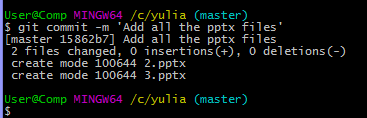 User@Comp MINGW64 /c/yulia (master)
$ git commit -m 'Add all the pptx files'
[master 15862b7] Add all the pptx files
 2 files changed, 0 insertions(+), 0 deletions(-)
 create mode 100644 2.pptx
 create mode 100644 3.pptx
User@Comp MINGW64 /c/yulia (master)
$